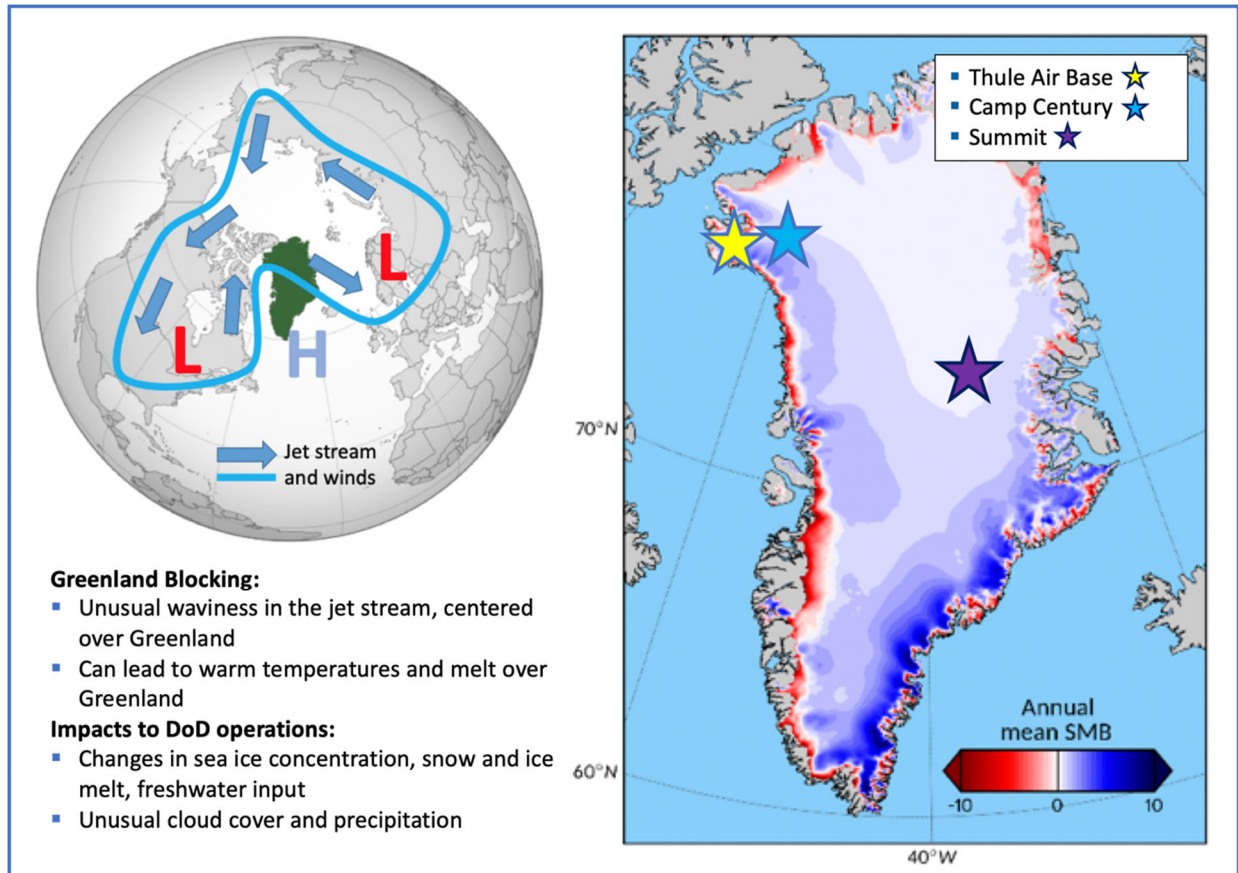 L
L
H
Jet stream
and winds
Greenland Blocking:
▪ Unusual waviness in the jet stream, centered
over Greenland
▪ Can lead to warm temperatures and melt over
Greenland
Impacts to DoD operations:
▪ Changes in sea ice concentration, snow and ice
melt, freshwater input
▪ Unusual cloud cover and precipitation
▪ Thule Air Base
▪ Camp Century
▪ Summit
70°N
60°N
40°W
Annual
mean SMB
-10 0 10